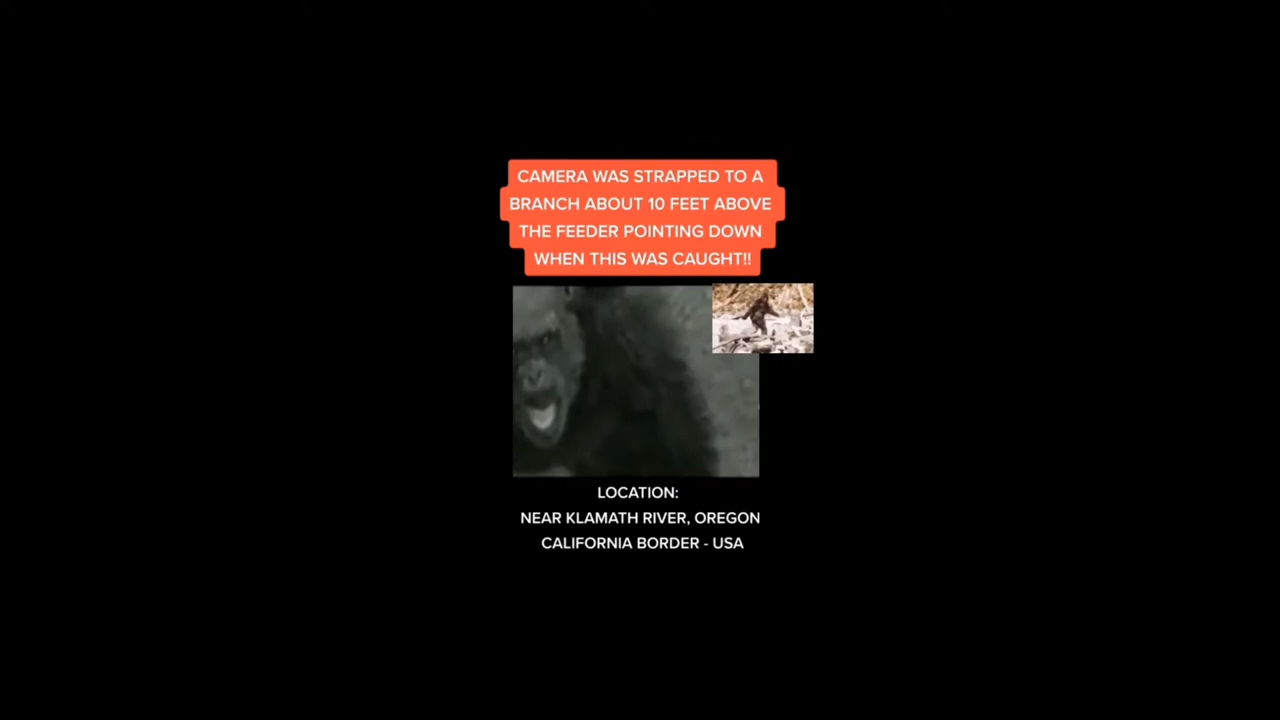 CAMERA WAS STRAPPED TO A
BRANCH ABOUT 10 FEET ABOVE
THE FEEDER POINTING DOWN
WHEN THIS WAS CAUGHT!!
LOCATION:
NEAR KLAMATH RIVER, OREGON
CALIFORNIA BORDER - USA